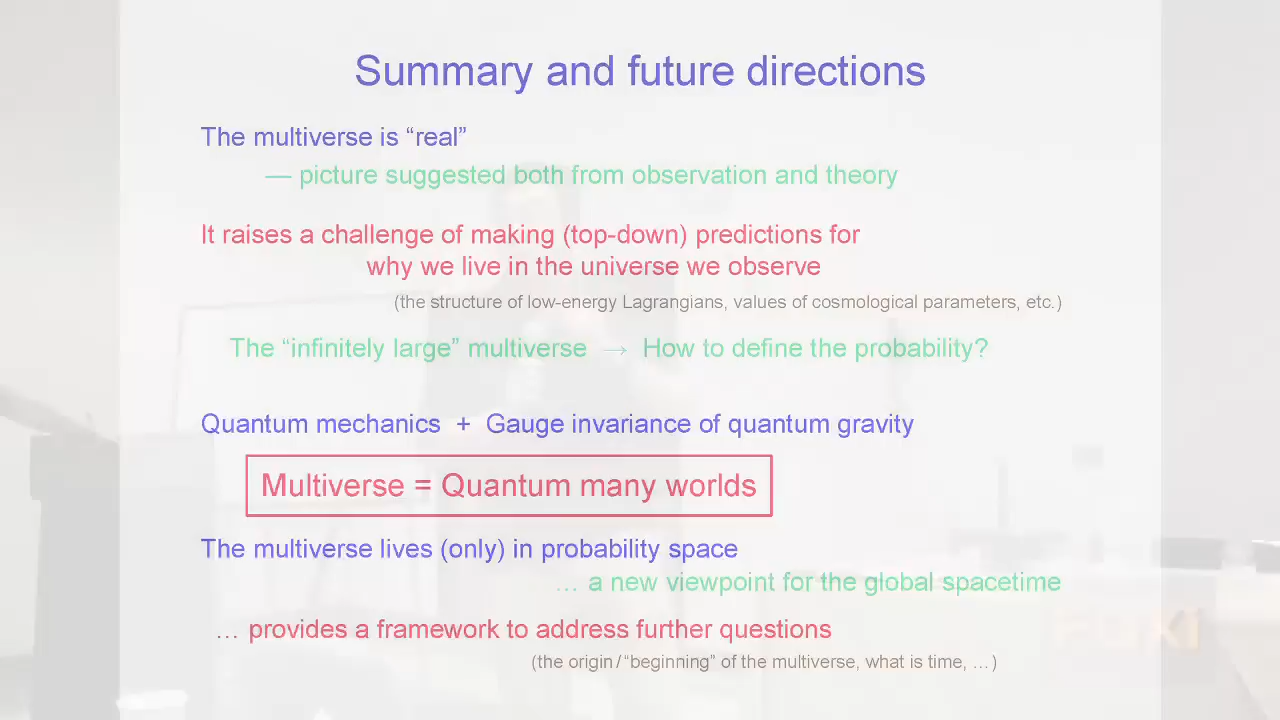 Summary and future directions
The multiverse is “real”
— picture suggested both from observation and theory
It raises a challenge of making (top-down) predictions for
why we live in the universe we observe
(the structure of low-energy Lagrangians, values of cosmological parameters, etc.)
The “infinitely large” multiverse → How to define the probability?
Quantum mechanics + Gauge invariance of quantum gravity
Multiverse = Quantum many worlds
The multiverse lives (only) in probability space
… a new viewpoint for the global spacetime
… provides a framework to address further questions
(the origin / “beginning” of the multiverse, what is time, …)